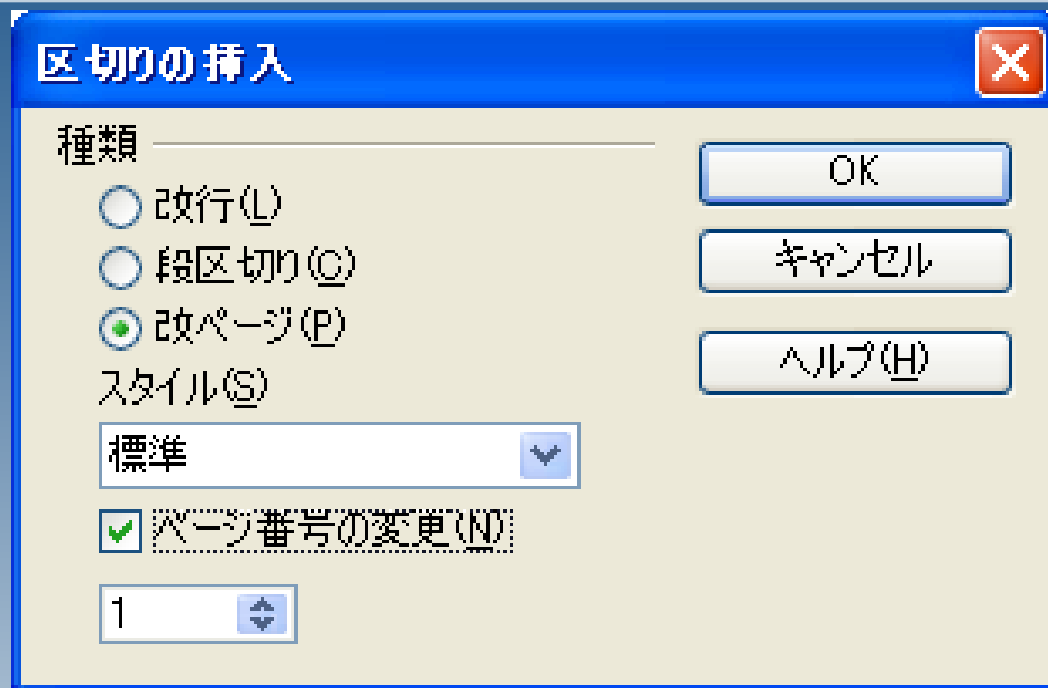 区切りの挿入
種類
改行(L)
段区切り(C)
改ページ(P)
スタイル(S)
標準
ページ番号の変更(N)
1
OK
キャンセル
ヘルプ(H)